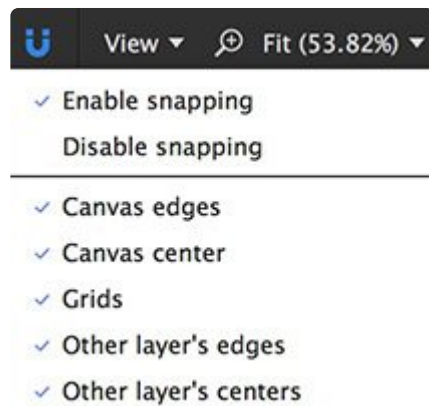 View Fit (53.82%)
Enable snapping
Disable snapping
Canvas edges
Canvas center
Grids
Other layer's edges
Other layer's centers